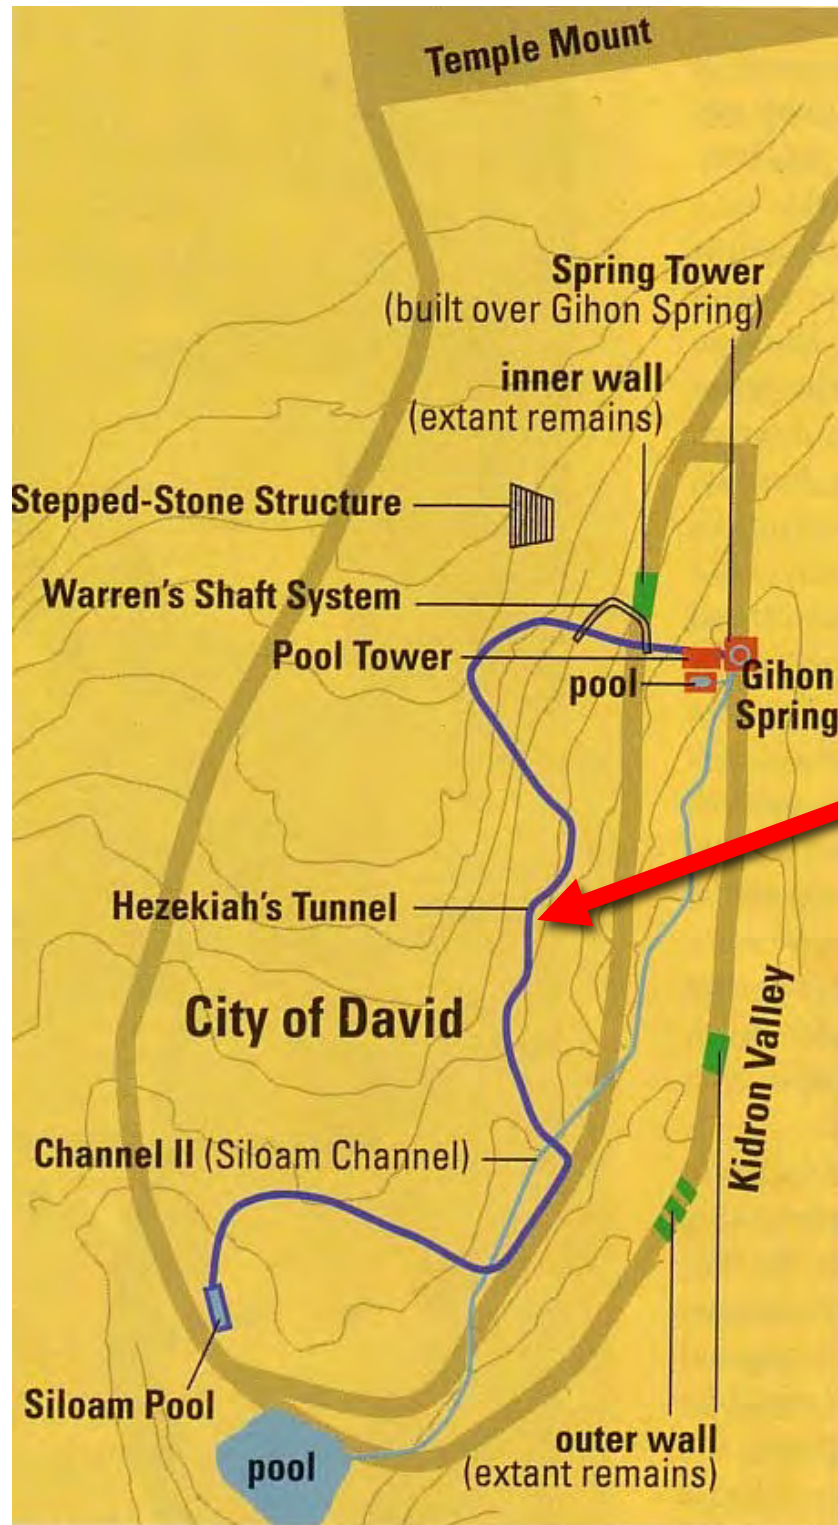 Temple Mount
Spring Tower
(built over Gihon Spring)
inner wall
(extant remains)
Stepped-Stone Structure
Warren's Shaft System
Pool Tower
pool
Gihon
Spring
Hezekiah's Tunnel
City of David
Kidron Valley
Channel II (Siloam Channel)
Siloam Pool
pool
outer wall
(extant remains)